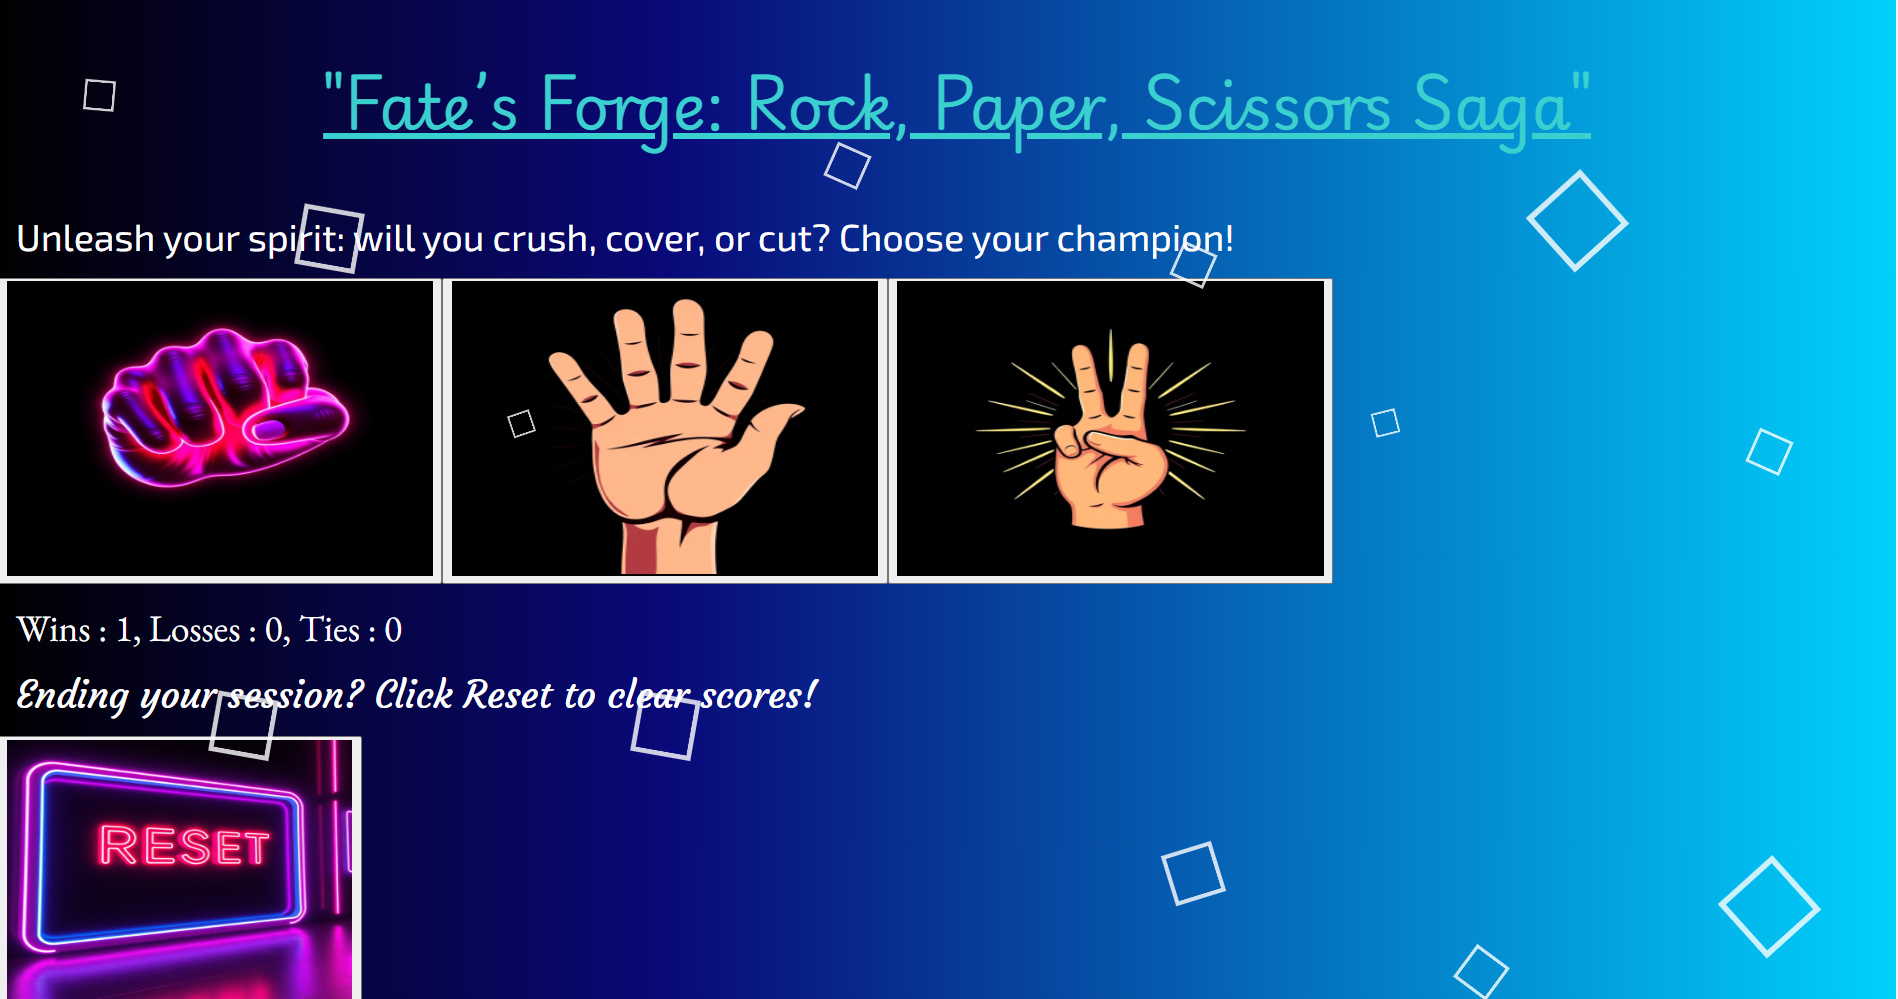 "Fate’s Forge: Rock, Paper, Scissors Saga"
Unleash your spirit: will you crush, cover, or cut? Choose your champion!
Wins : 1, Losses : 0, Ties : 0
Ending your session? Click Reset to clear scores!
RESET